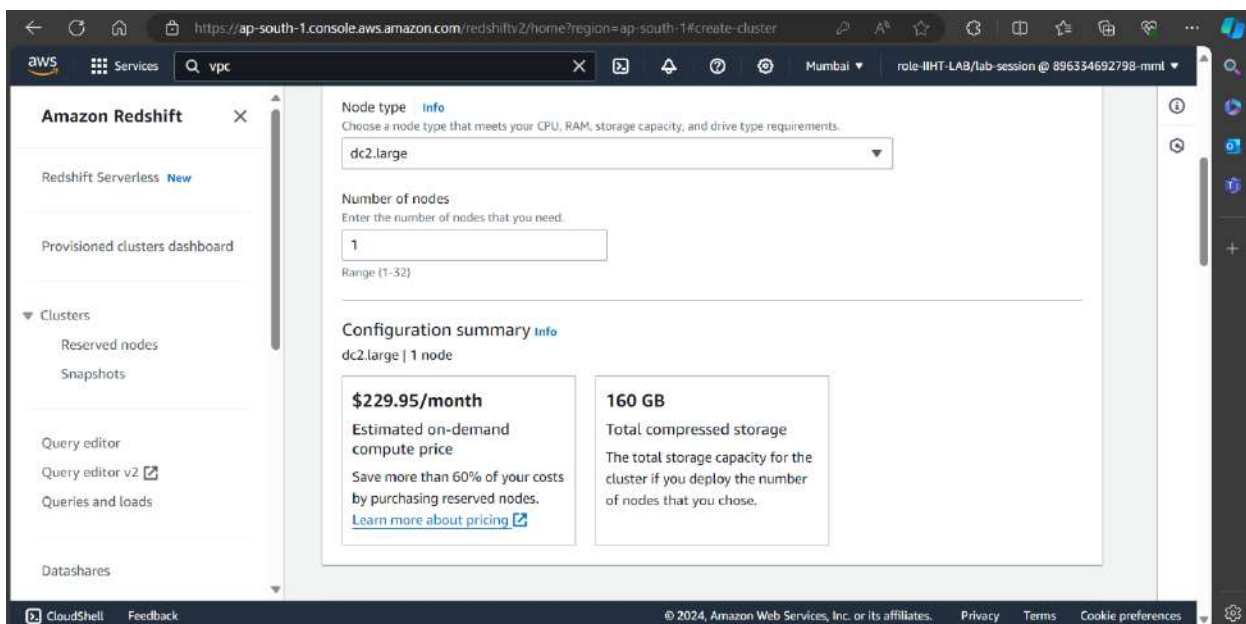 https://ap-south-1.console.aws.amazon.com/redshiftv2/home?region=ap-south-1#create-cluster
aws Services vpc Mumbai role-IIHT-LAB/lab-session @ 896334692798-mml
Amazon Redshift
Redshift Serverless New
Provisioned clusters dashboard
Clusters
Reserved nodes
Snapshots
Query editor
Query editor v2
Queries and loads
Datashares
Node type Info
Choose a node type that meets your CPU, RAM, storage capacity, and drive type requirements.
dc2.large
Number of nodes
Enter the number of nodes that you need.
1
Range (1-32)
Configuration summary Info
dc2.large | 1 node
$229.95/month
Estimated on-demand
compute price
Save more than 60% of your costs
by purchasing reserved nodes.
Learn more about pricing
160 GB
Total compressed storage
The total storage capacity for the
cluster if you deploy the number
of nodes that you chose.
CloudShell Feedback © 2024, Amazon Web Services, Inc. or its affiliates. Privacy Terms Cookie preferences